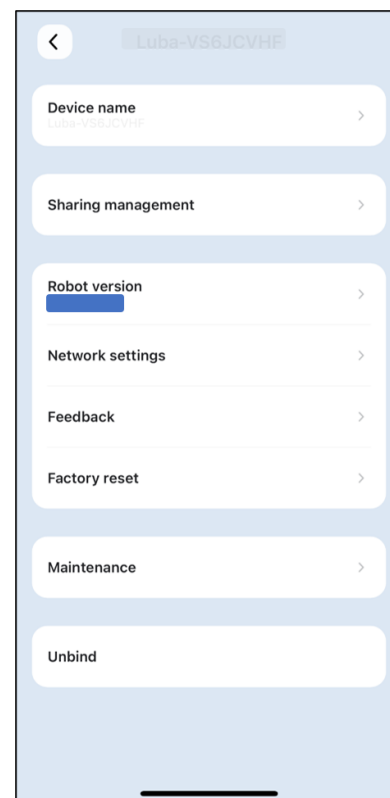 Luba-VS6JCVHF
Device name
Luba-VS6JCVHF
Sharing management
Robot version
Network settings
Feedback
Factory reset
Maintenance
Unbind